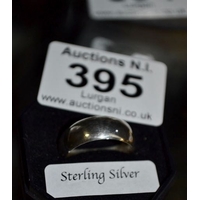 Auctions N.I.
395
Lurgan
www.auctionsni.co.uk
Sterling Silver